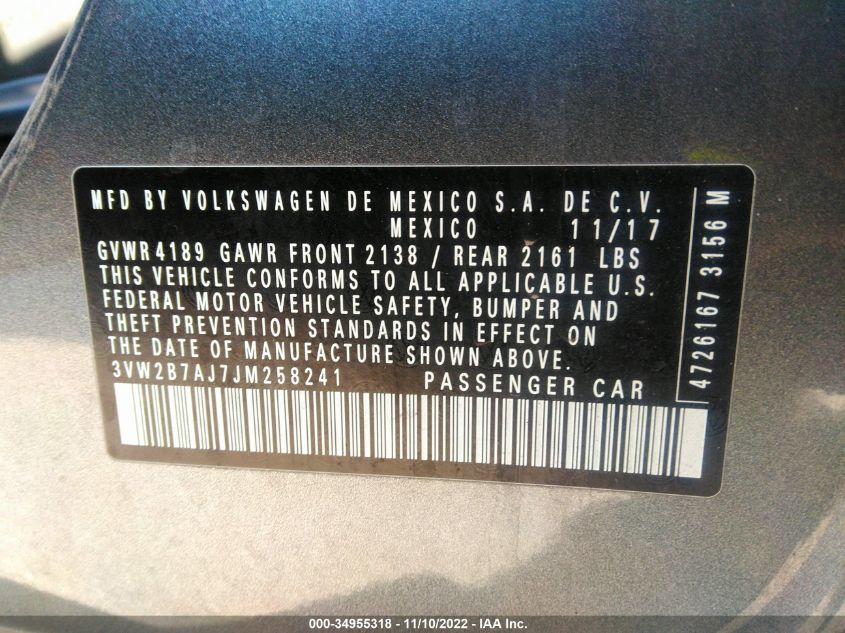 MFD BY VOLKSWAGEN DE MEXICO S.A. DE C.V.
MEXICO 11/17
GVWR 4189 GAWR FRONT 2138 / REAR 2161 LBS
THIS VEHICLE CONFORMS TO ALL APPLICABLE U.S.
FEDERAL MOTOR VEHICLE SAFETY, BUMPER AND
THEFT PREVENTION STANDARDS IN EFFECT ON
THE DATE OF MANUFACTURE SHOWN ABOVE.
3VW2B7AJ7JM258241 PASSENGER CAR
4726167 3156 M
000-34955318 - 11/10/2022 - IAA Inc.